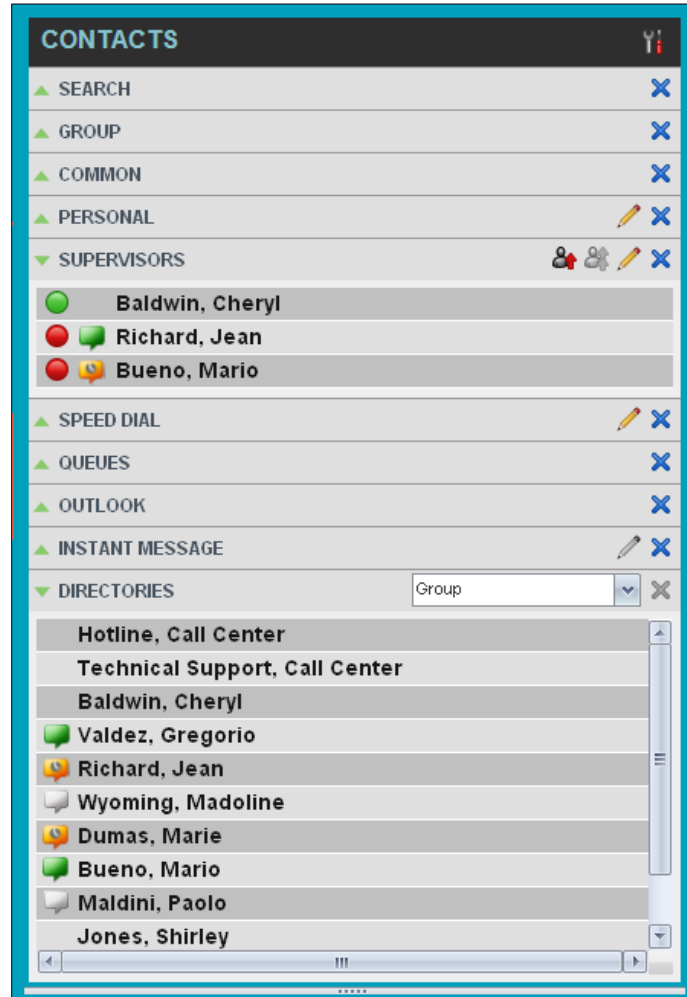 CONTACTS
SEARCH
GROUP
COMMON
PERSONAL
SUPERVISORS
Baldwin, Cheryl
Richard, Jean
Bueno, Mario
SPEED DIAL
QUEUES
OUTLOOK
INSTANT MESSAGE
DIRECTORIES Group
Hotline, Call Center
Technical Support, Call Center
Baldwin, Cheryl
Valdez, Gregorio
Richard, Jean
Wyoming, Madoline
Dumas, Marie
Bueno, Mario
Maldini, Paolo
Jones, Shirley